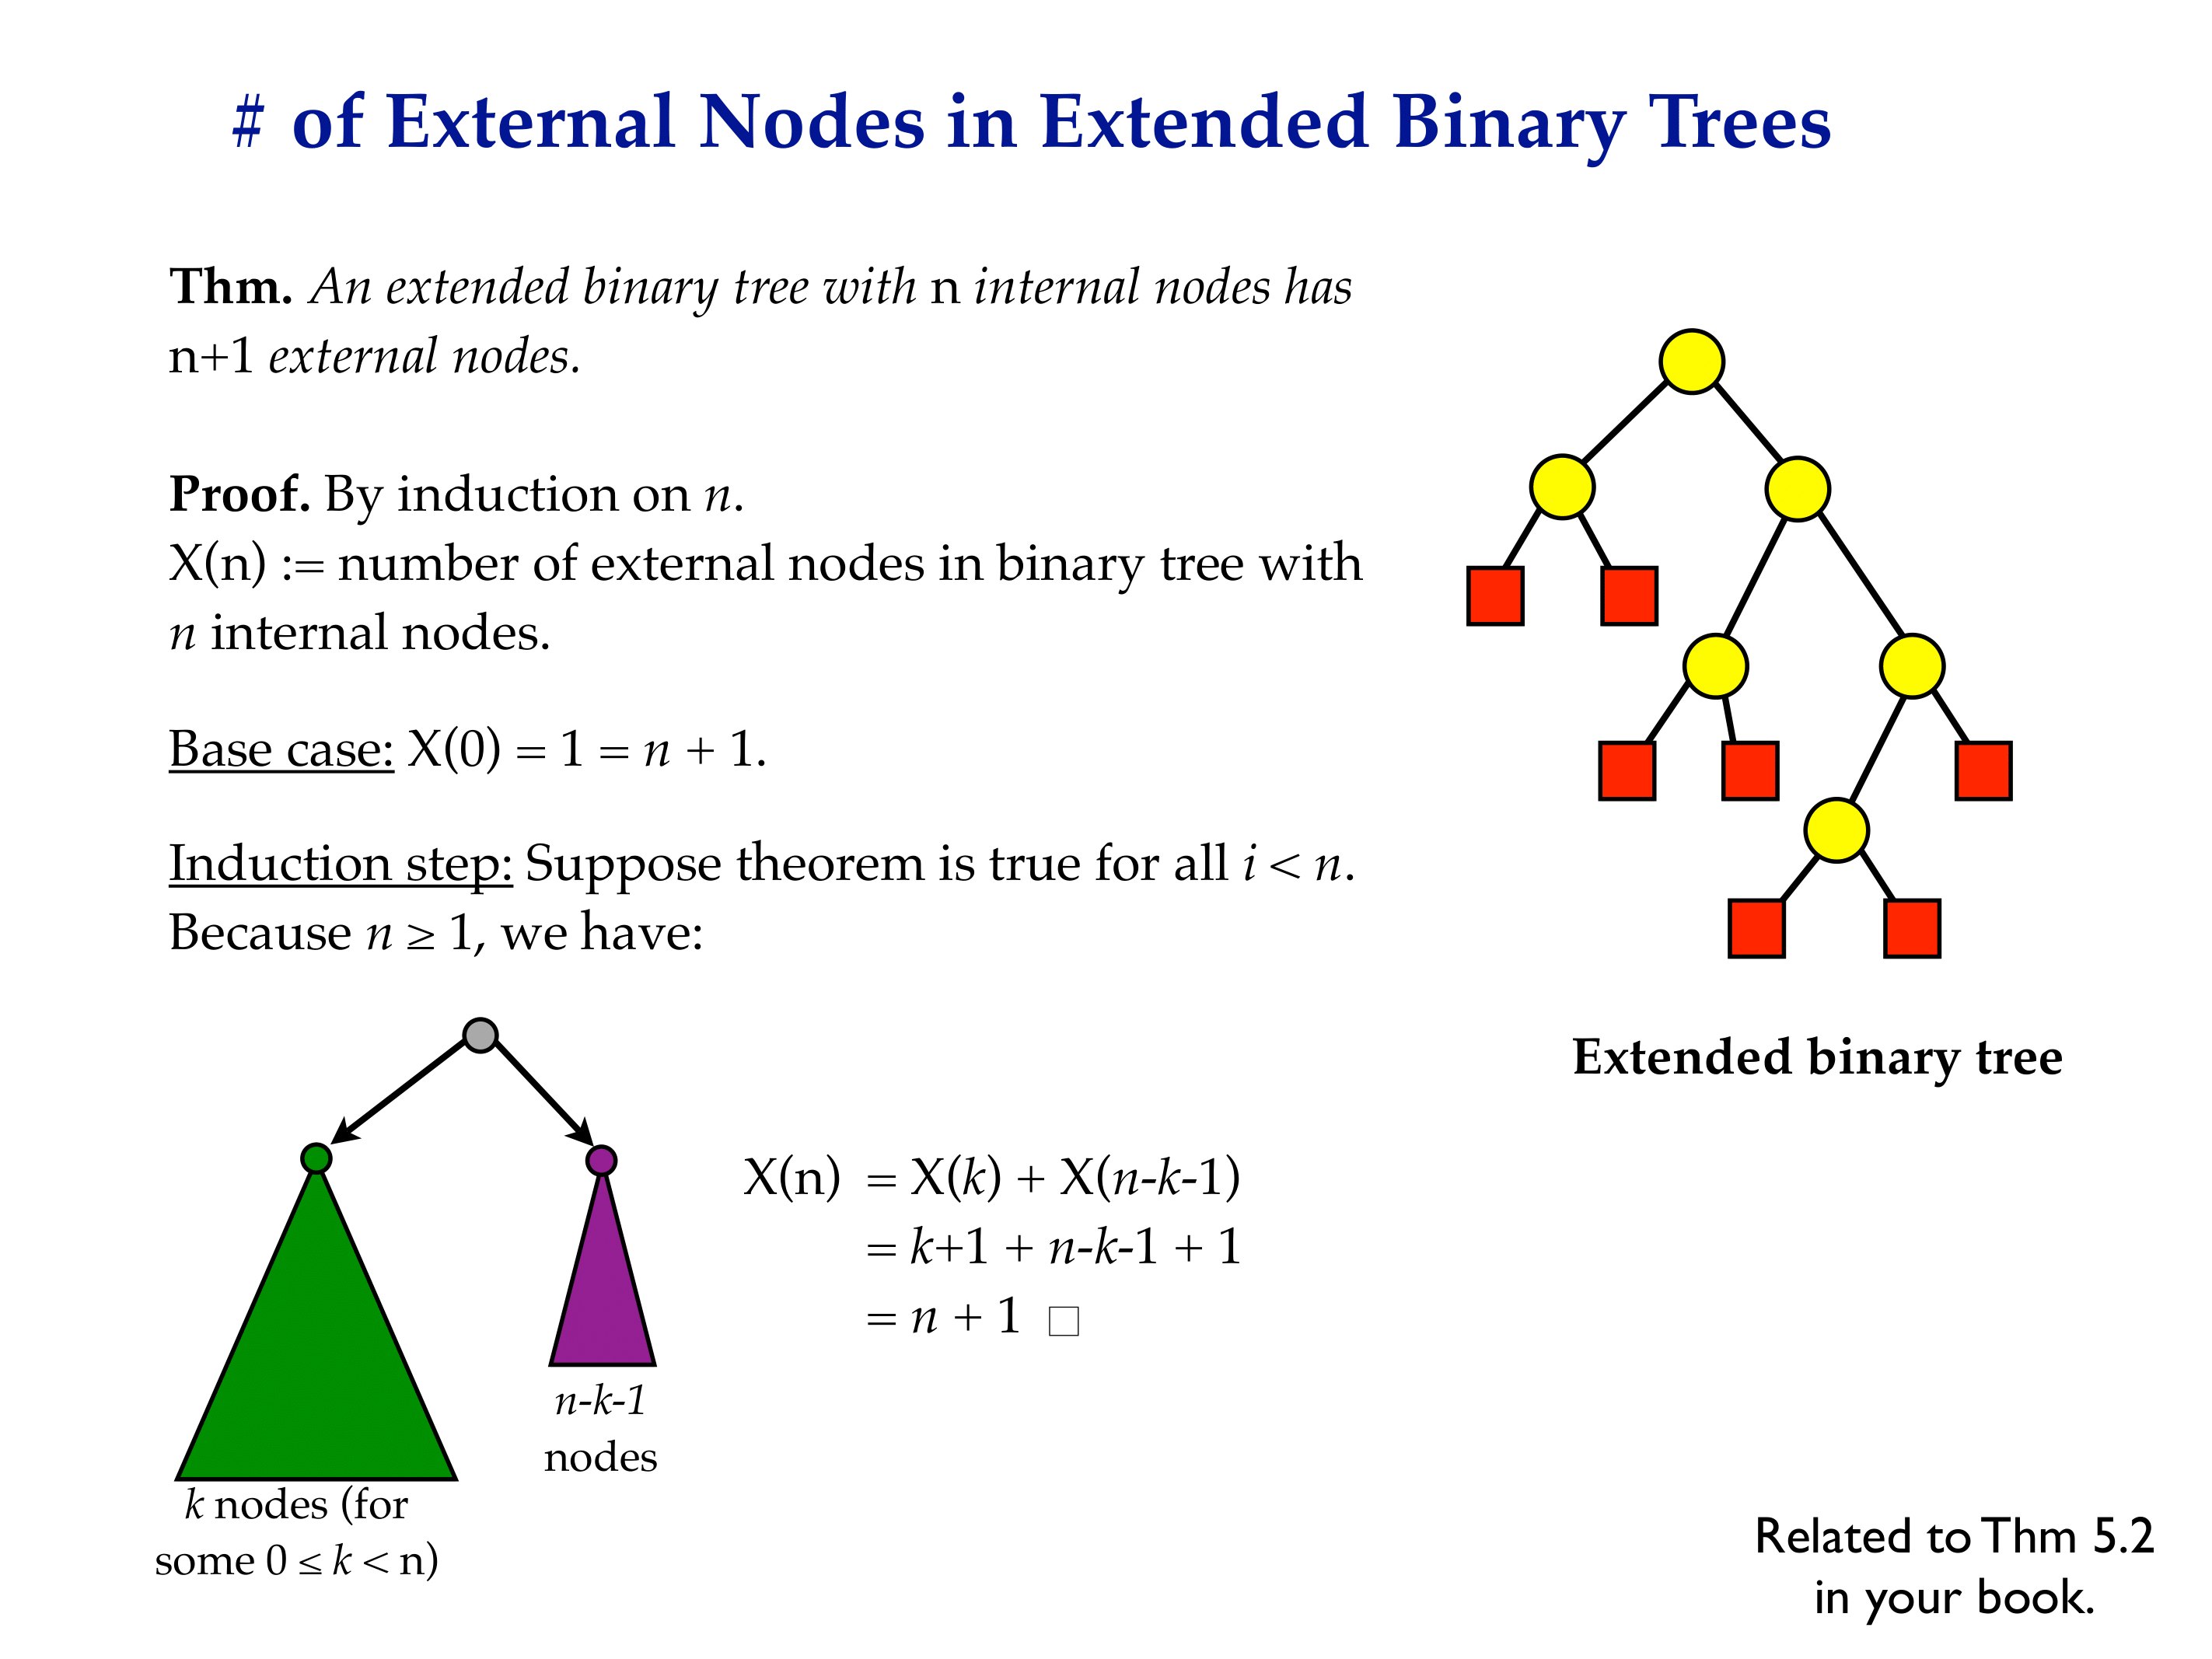 # of External Nodes in Extended Binary Trees
Thm. An extended binary tree with n internal nodes has
n+1 external nodes.
Proof. By induction on n.
X(n) := number of external nodes in binary tree with
n internal nodes.
Base case: X(0) = 1 = n + 1.
Induction step: Suppose theorem is true for all i < n.
Because n ≥ 1, we have:
Extended binary tree
X(n) = X(k) + X(n-k-1)
= k+1 + n-k-1 + 1
= n + 1 □
n-k-1
nodes
k nodes (for
some 0 ≤ k < n)
Related to Thm 5.2
in your book.